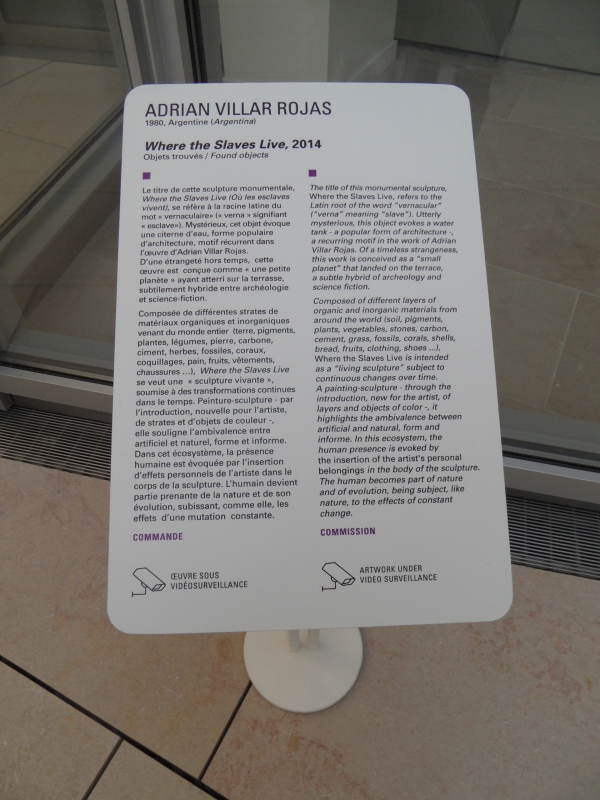 ADRIAN VILLAR ROJAS
1980, Argentine (Argentina)
Where the Slaves Live, 2014
Objets trouvés / Found objects
Le titre de cette sculpture monumentale,
Where the Slaves Live (Où les esclaves
vivent), se réfère à la racine latine du
mot « vernaculaire» (« verna » signifiant
« esclave»). Mystérieux, cet objet évoque
une citerne d'eau, forme populaire
d'architecture, motif récurrent dans
l'œuvre d'Adrian Villar Rojas.
D'une étrangeté hors temps, cette
œuvre est conçue comme « une petite
planète » ayant atterri sur la terrasse,
subtilement hybride entre archéologie
et science-fiction.
Composée de différentes strates de
matériaux organiques et inorganiques
venant du monde entier (terre, pigments,
plantes, légumes, pierre, carbone,
ciment, herbes, fossiles, coraux,
coquillages, pain, fruits, vêtements,
chaussures ...), Where the Slaves Live
se veut une « sculpture vivante »,
soumise à des transformations continues
dans le temps. Peinture-sculpture - par
l'introduction, nouvelle pour l'artiste,
de strates et d'objets de couleur -,
elle souligne l'ambivalence entre
artificiel et naturel, forme et informe.
Dans cet écosystème, la présence
humaine est évoquée par l'insertion
d'effets personnels de l'artiste dans le
corps de la sculpture. L'humain devient
partie prenante de la nature et de son
évolution, subissant, comme elle, les
effets d'une mutation constante.
COMMANDE
ŒUVRE SOUS
VIDÉOSURVEILLANCE
The title of this monumental sculpture,
Where the Slaves Live, refers to the
Latin root of the word "vernacular"
("verna" meaning "slave"). Utterly
mysterious, this object evokes a water
tank - a popular form of architecture -,
a recurring motif in the work of Adrian
Villar Rojas. Of a timeless strangeness,
this work is conceived as a "small
planet" that landed on the terrace,
a subtle hybrid of archeology and
science fiction.
Composed of different layers of
organic and inorganic materials from
around the world (soil, pigments,
plants, vegetables, stones, carbon,
cement, grass, fossils, corals, shells,
bread, fruits, clothing, shoes ...),
Where the Slaves Live is intended
as a "living sculpture" subject to
continuous changes over time.
A painting-sculpture - through the
introduction, new for the artist, of
layers and objects of color -, it
highlights the ambivalence between
artificial and natural, form and
informe. In this ecosystem, the
human presence is evoked by
the insertion of the artist's personal
belongings in the body of the sculpture.
The human becomes part of nature
and of evolution, being subject, like
nature, to the effects of constant
change.
COMMISSION
ARTWORK UNDER
VIDEO SURVEILLANCE